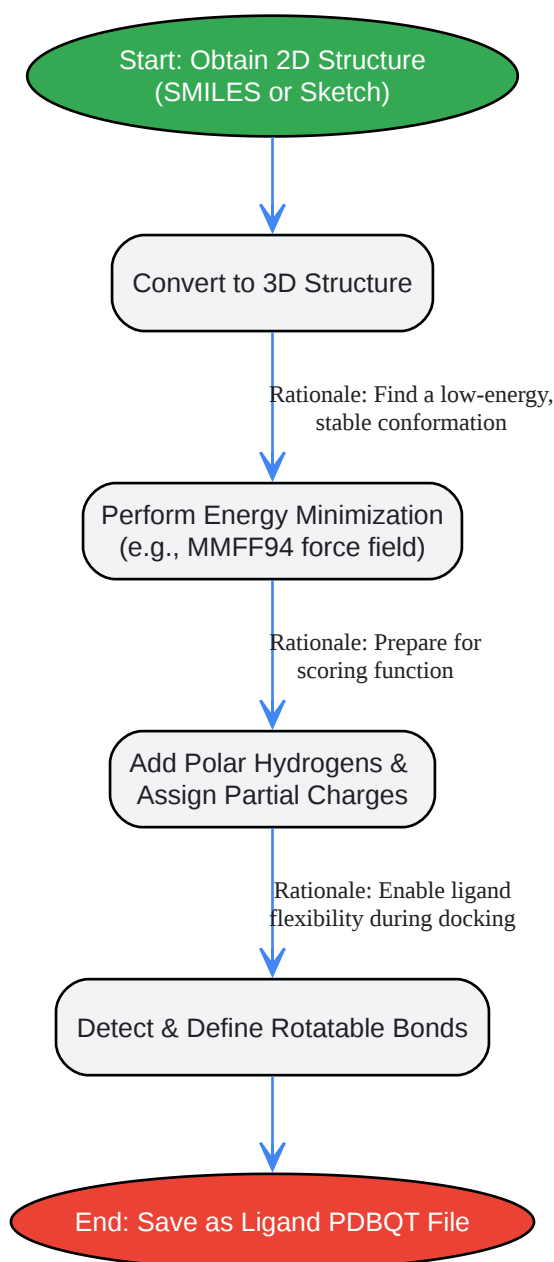 Start: Obtain 2D Structure
(SMILES or Sketch)
Convert to 3D Structure
Rationale: Find a low-energy,
stable conformation
Perform Energy Minimization
(e.g., MMFF94 force field)
Rationale: Prepare for
scoring function
Add Polar Hydrogens &
Assign Partial Charges
Rationale: Enable ligand
flexibility during docking
Detect & Define Rotatable Bonds
End: Save as Ligand PDBQT File